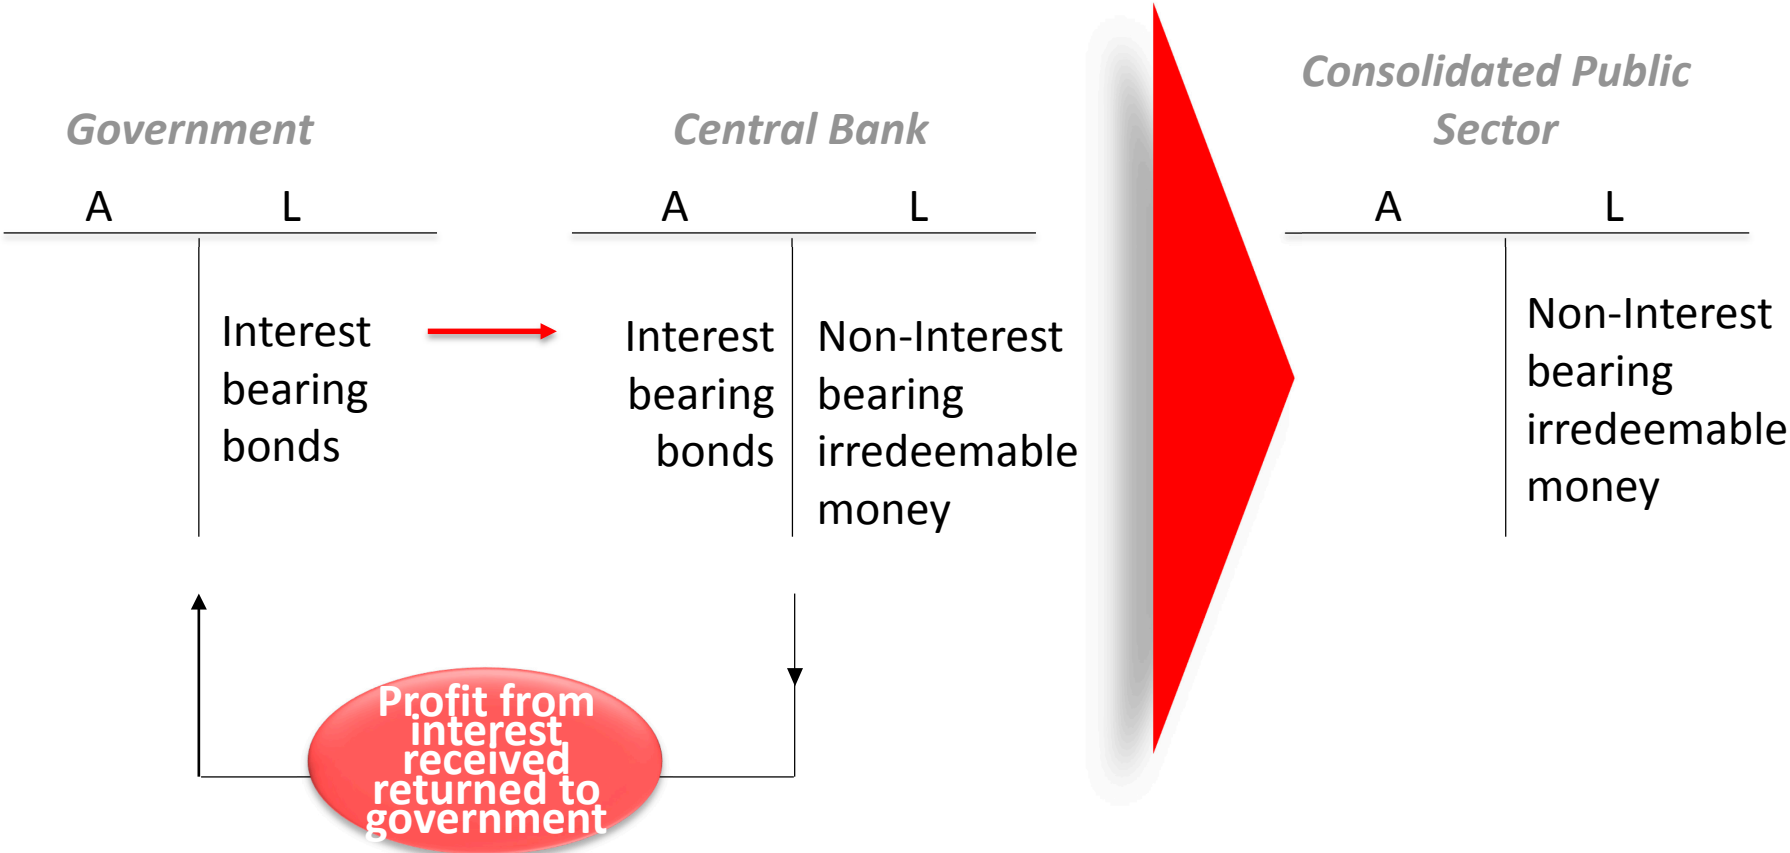 Government
A L
Interest
bearing
bonds
Central Bank
A L
Interest
bearing
bonds
Non-Interest
bearing
irredeemable
money
Profit from
interest
received
returned to
government
Consolidated Public
Sector
A L
Non-Interest
bearing
irredeemable
money